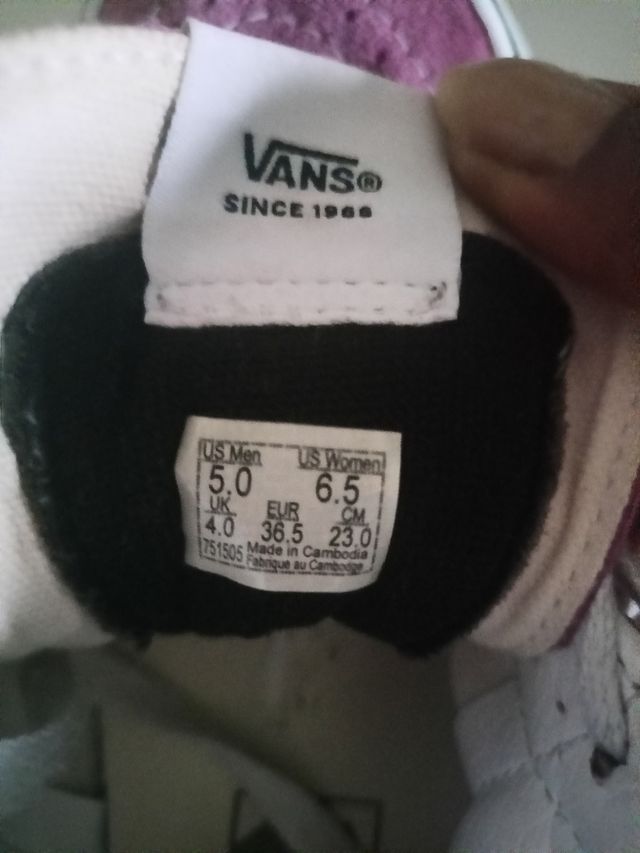 VANS®
SINCE 1966
US Men US Women
5.0 6.5
UK EUR CM
4.0 36.5 23.0
751505 Made in Cambodia
Fabriqué au Cambodge